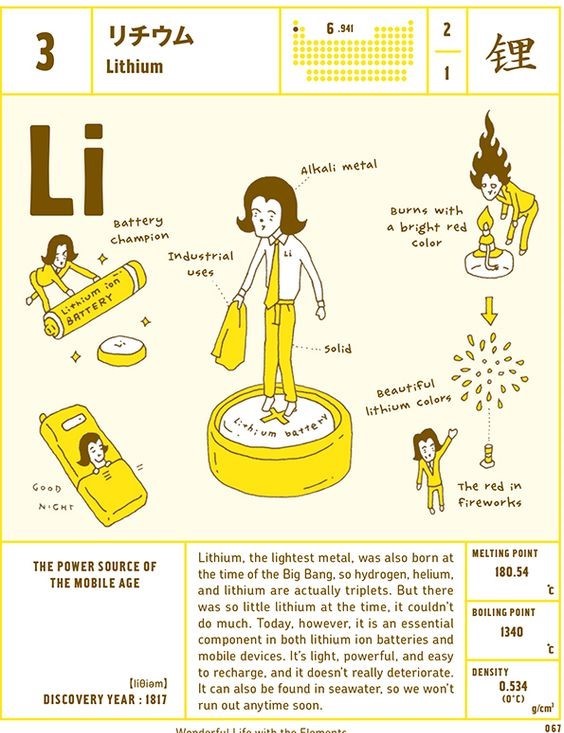 3
リチウム
Lithium
6.941
2
1
锂
Li
Alkali metal
Battery
champion
Industrial
uses
Li
Lithium ion
BATTERY
Burns with
a bright red
color
solid
Beautiful
lithium colors
Lithium battery
GOOD
NIGHT
The red in
fireworks
THE POWER SOURCE OF
THE MOBILE AGE
【liθiəm】
DISCOVERY YEAR : 1817
Lithium, the lightest metal, was also born at
the time of the Big Bang, so hydrogen, helium,
and lithium are actually triplets. But there
was so little lithium at the time, it couldn't
do much. Today, however, it is an essential
component in both lithium ion batteries and
mobile devices. It's light, powerful, and easy
to recharge, and it doesn't really deteriorate.
It can also be found in seawater, so we won't
run out anytime soon.
MELTING POINT
180.54
℃
BOILING POINT
1340
℃
DENSITY
0.534
(0℃)
g/cm³
Wonderful Life with the Elements
067